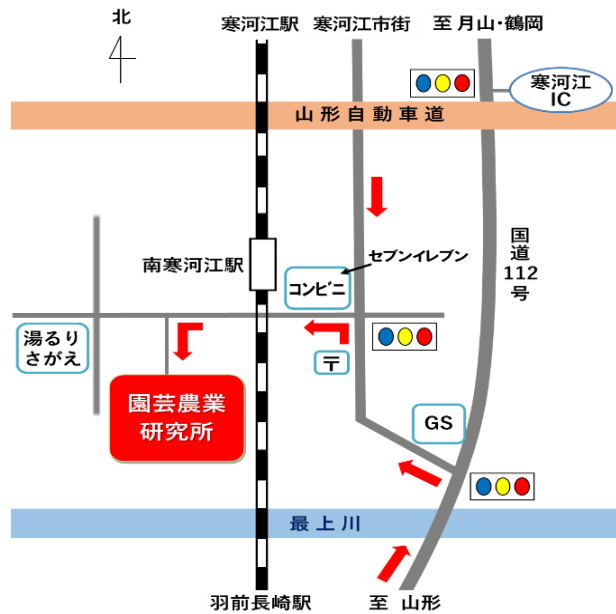 北
寒河江駅
寒河江市街
至 月山・鶴岡
寒河江
IC
山形自動車道
国道112号
セブンイレブン
南寒河江駅
コンビニ
湯るり
さがえ
〒
園芸農業
研究所
GS
最上川
羽前長崎駅
至 山形